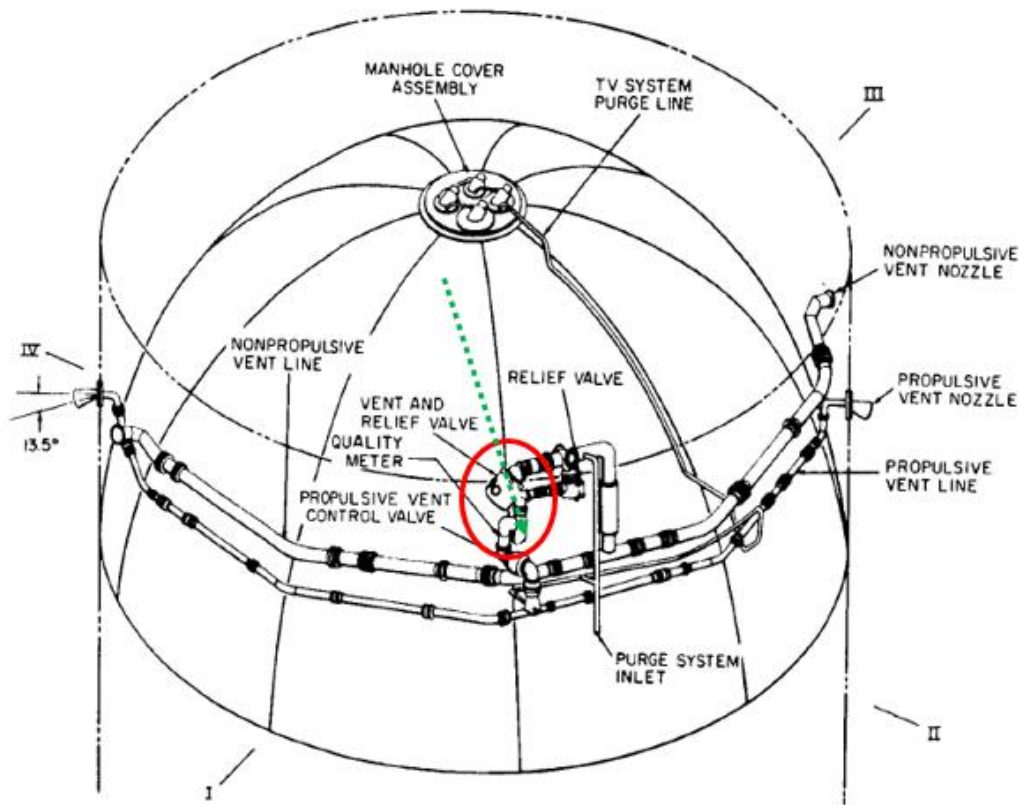 MANHOLE COVER
ASSEMBLY
TV SYSTEM
PURGE LINE
III
NONPROPULSIVE
VENT NOZZLE
IV
NONPROPULSIVE
VENT LINE
RELIEF VALVE
PROPULSIVE
VENT NOZZLE
VENT AND
RELIEF VALVE
13.5°
QUALITY
METER
PROPULSIVE
VENT LINE
PROPULSIVE VENT
CONTROL VALVE
PURGE SYSTEM
INLET
II
I